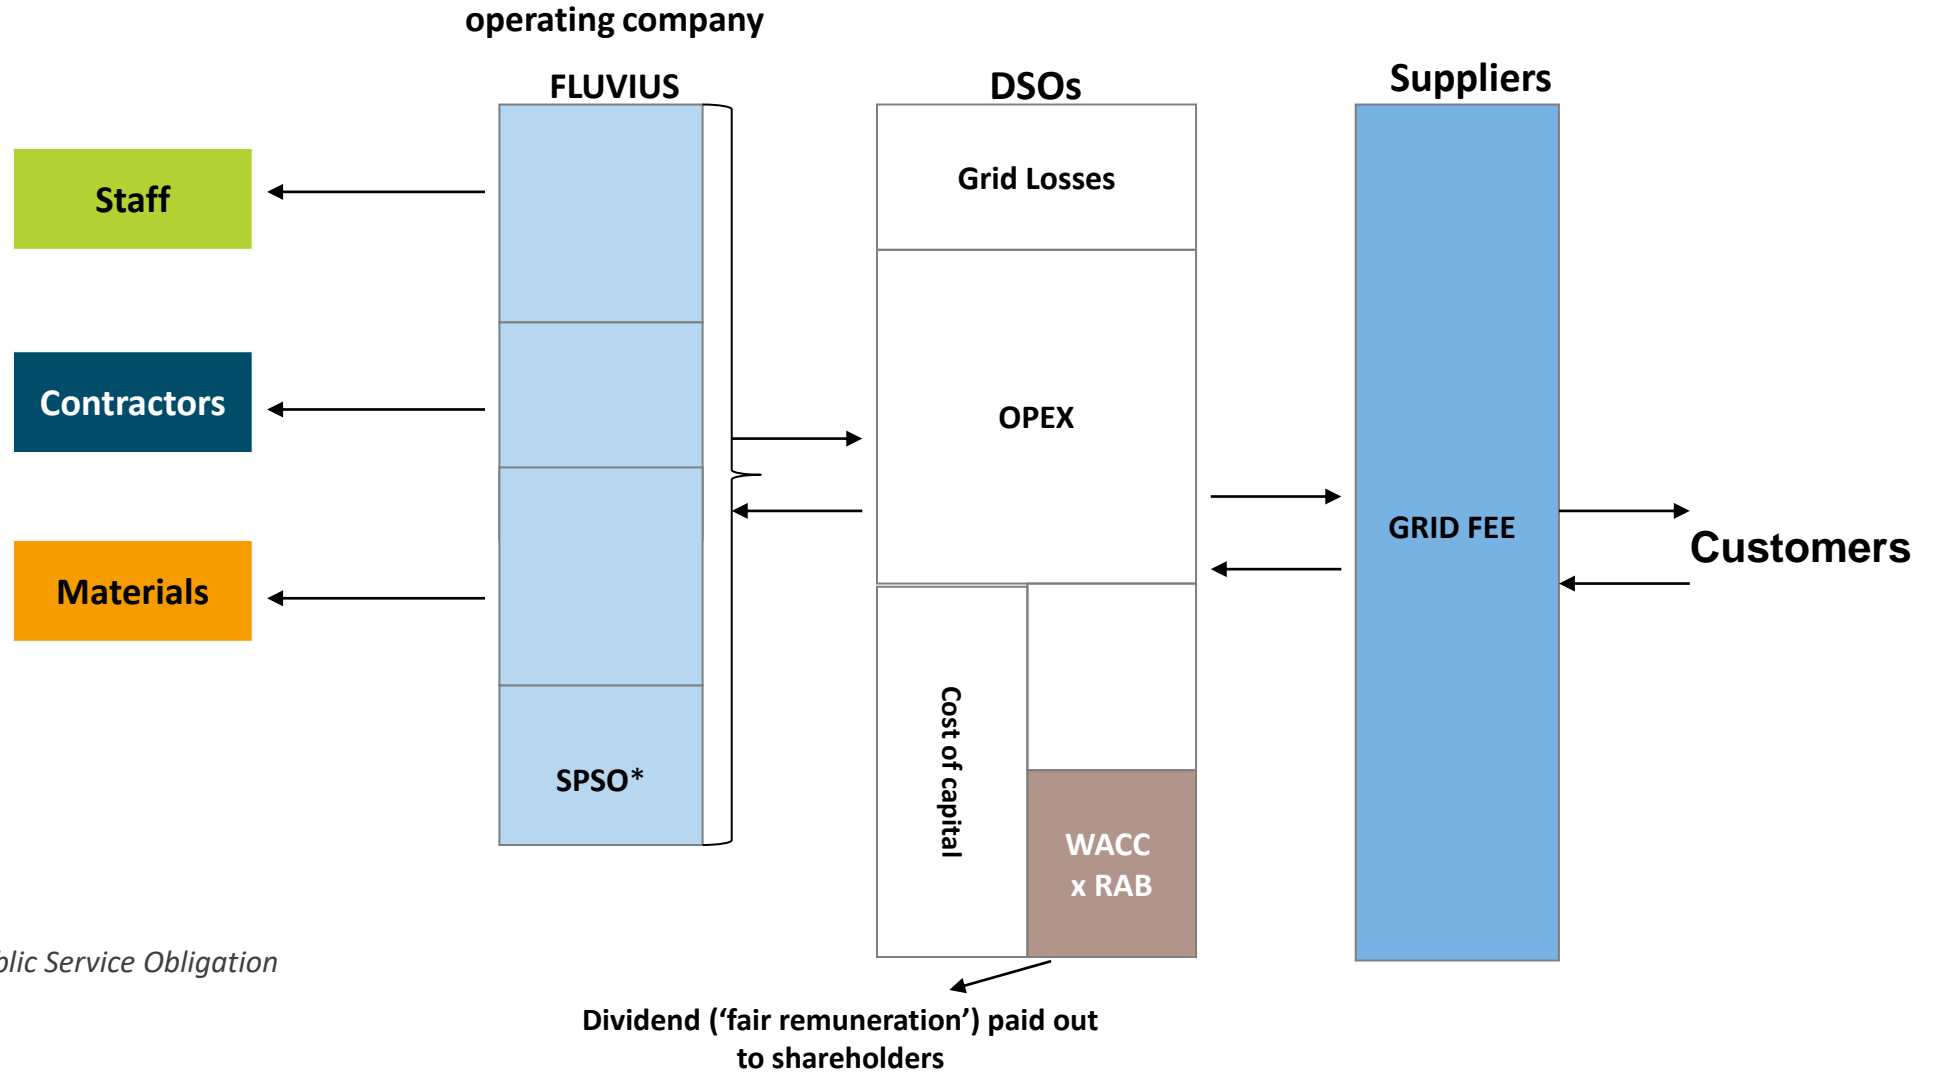 operating company
FLUVIUS
DSOs
Suppliers
Staff
Contractors
Materials
SPSO*
Grid Losses
OPEX
Cost of capital
WACC
x RAB
GRID FEE
Customers
Service Obligation
Dividend (‘fair remuneration’) paid out
to shareholders